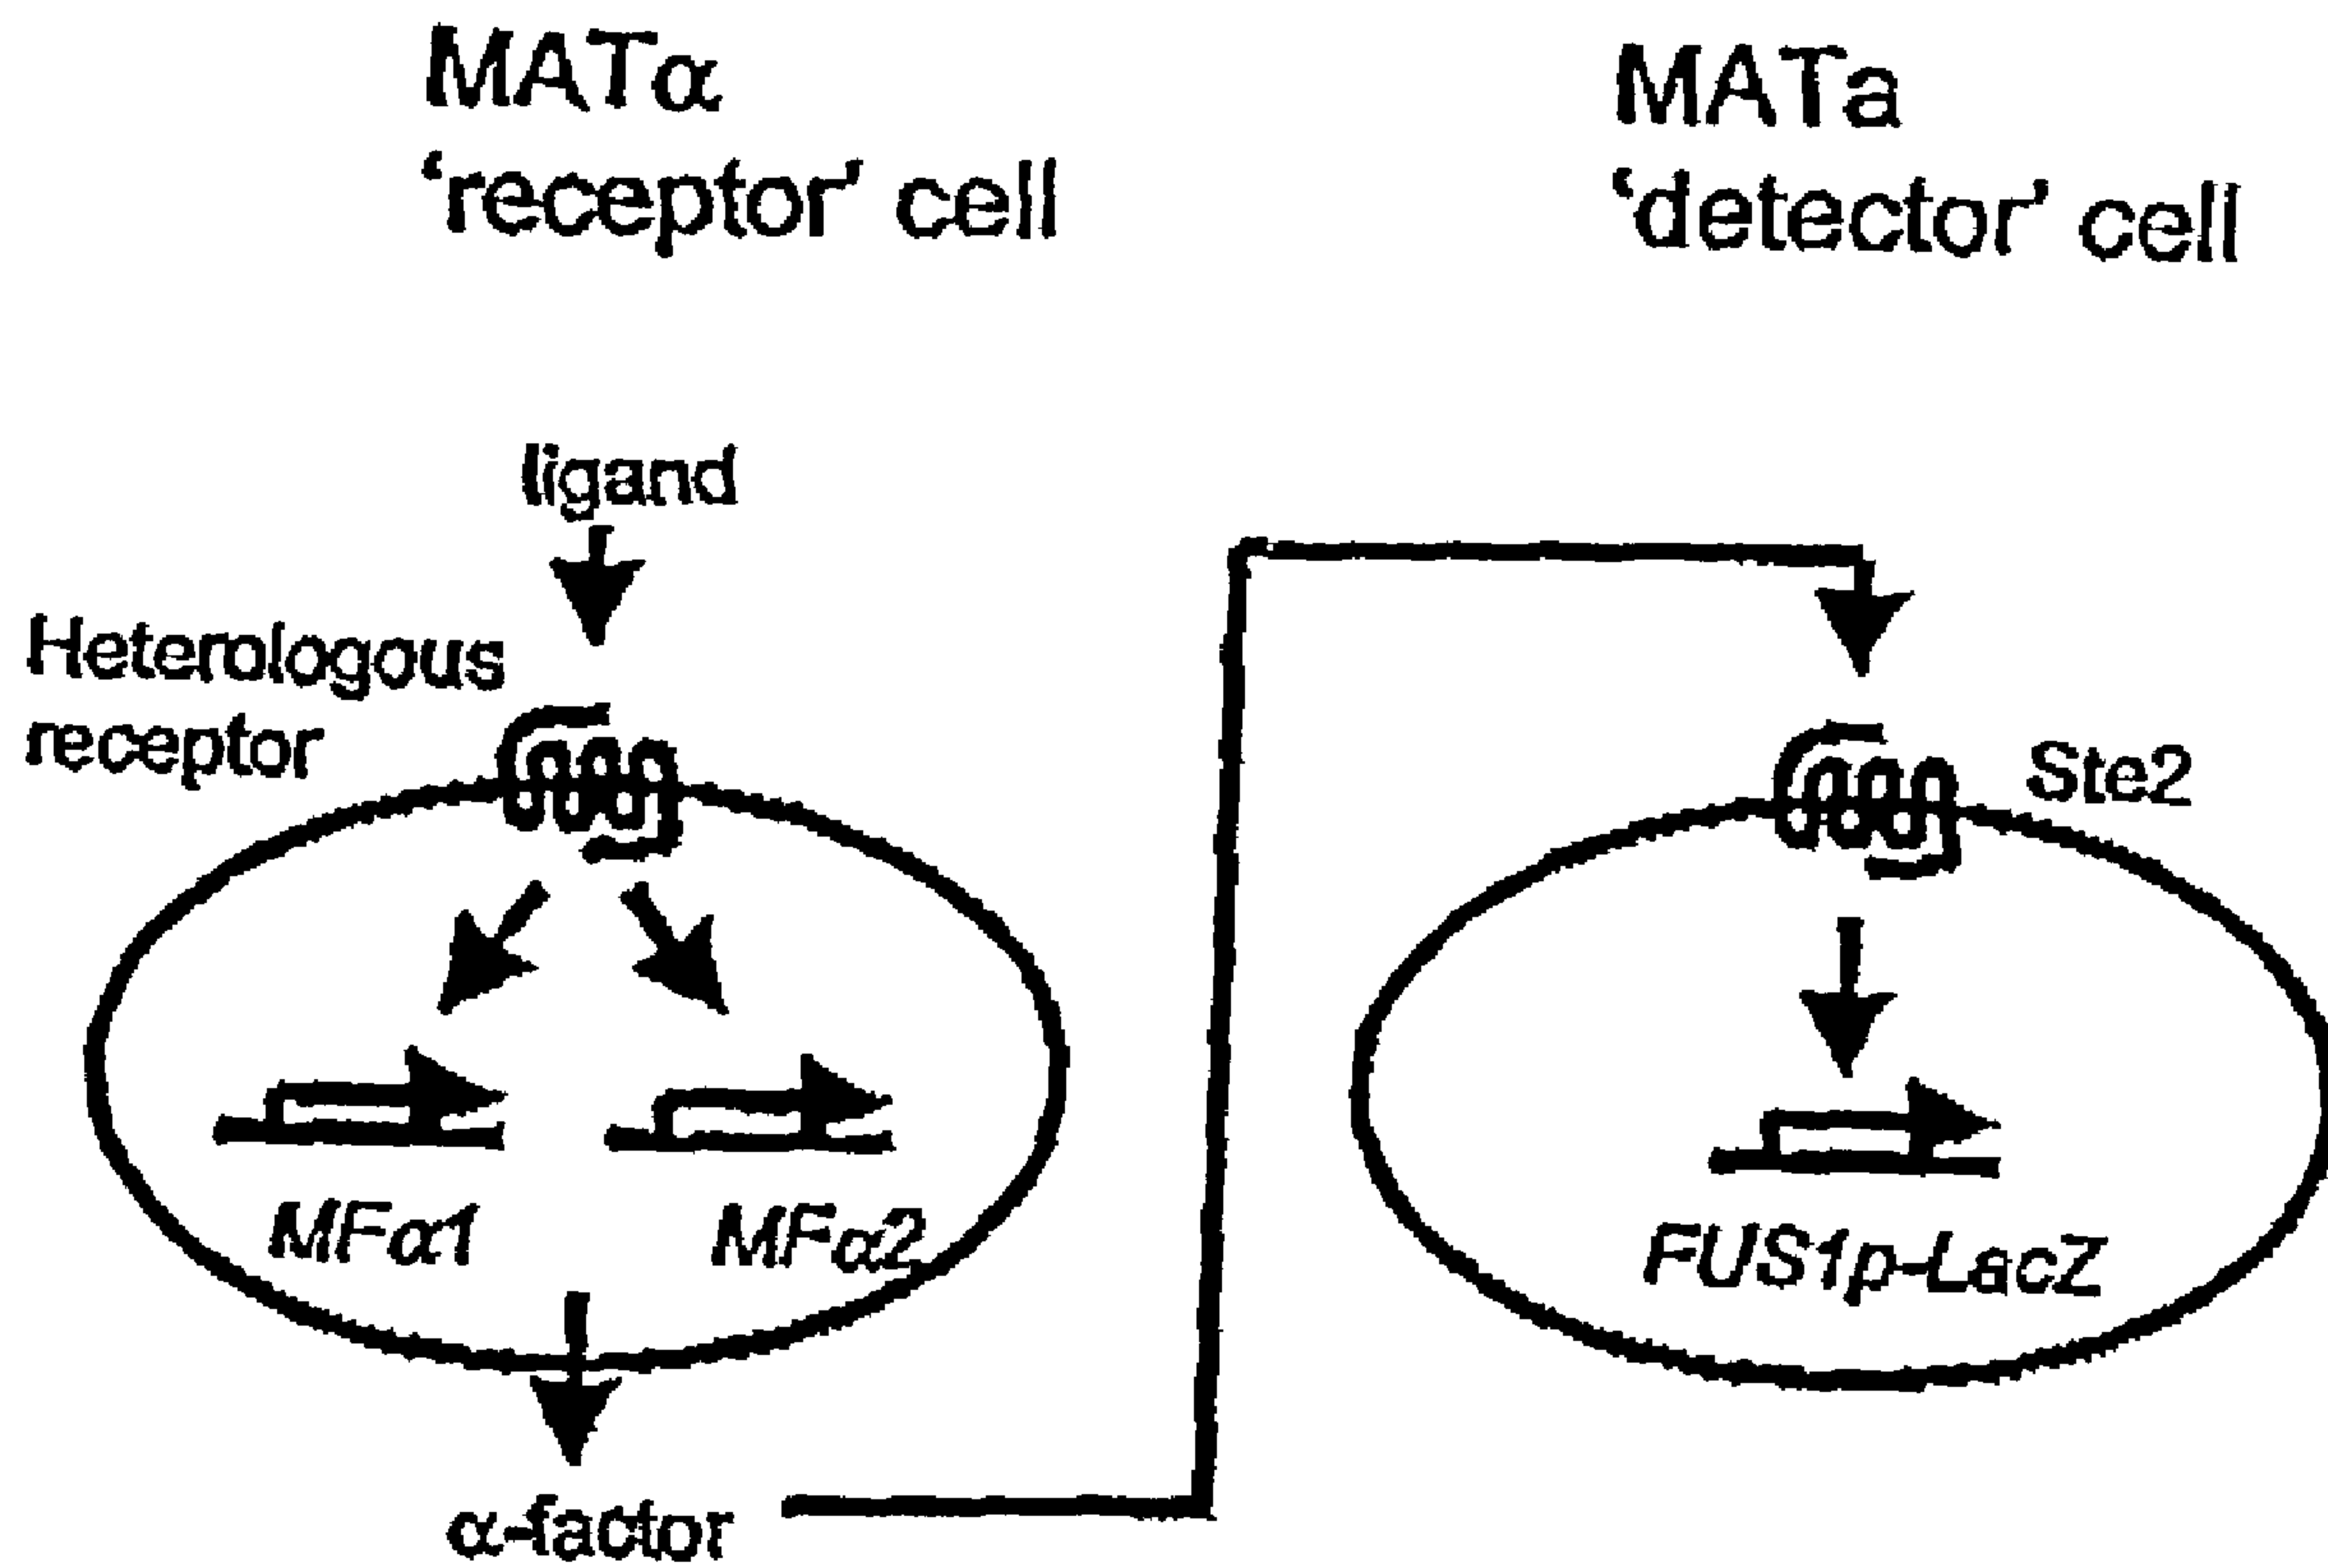 MATα
‘receptor’ cell
MATa
‘detector’ cell
ligand
Heterologous
receptor
Ste2
MFα1
MFα2
FUS1p-LacZ
α-factor